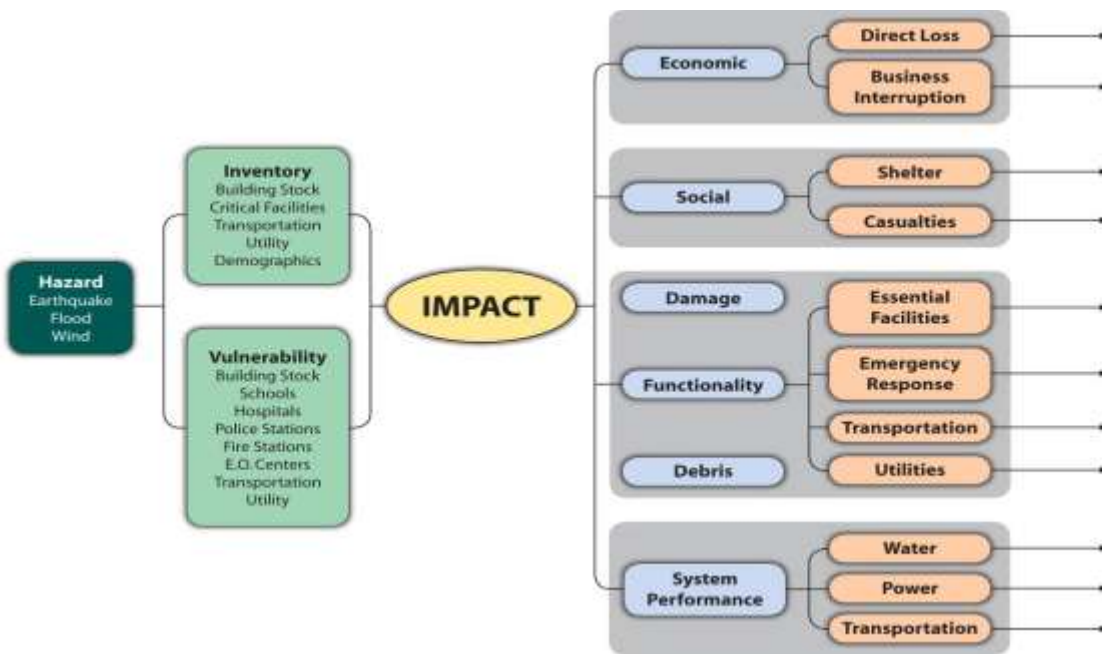 Hazard
Earthquake
Flood
Wind
Inventory
Building Stock
Critical Facilities
Transportation
Utility
Demographics
Vulnerability
Building Stock
Schools
Hospitals
Police Stations
Fire Stations
E.O. Centers
Transportation
Utility
IMPACT
Economic
Direct Loss
Business
Interruption
Social
Shelter
Casualties
Damage
Functionality
Debris
Essential
Facilities
Emergency
Response
Transportation
Utilities
System
Performance
Water
Power
Transportation